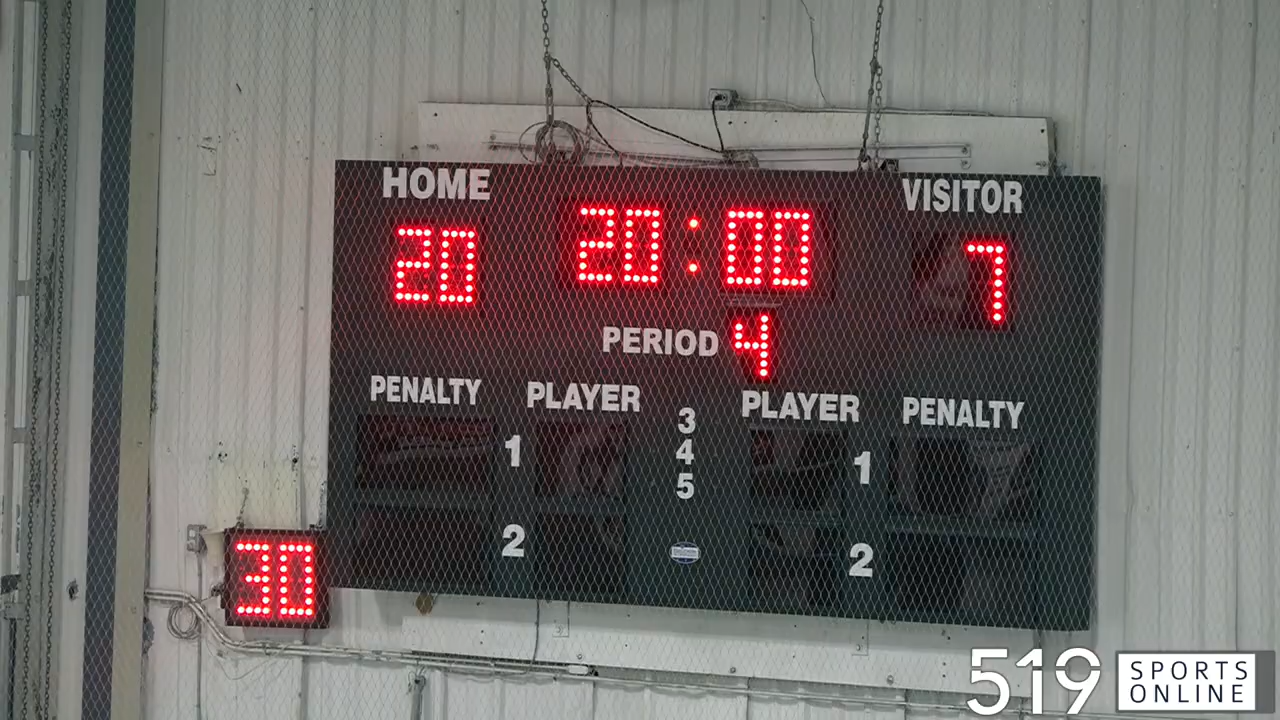 HOME
20:00
VISITOR
20
7
PERIOD 4
PENALTY PLAYER
PLAYER PENALTY
3
4
5
1
1
2
2
30
519 SPORTS
ONLINE